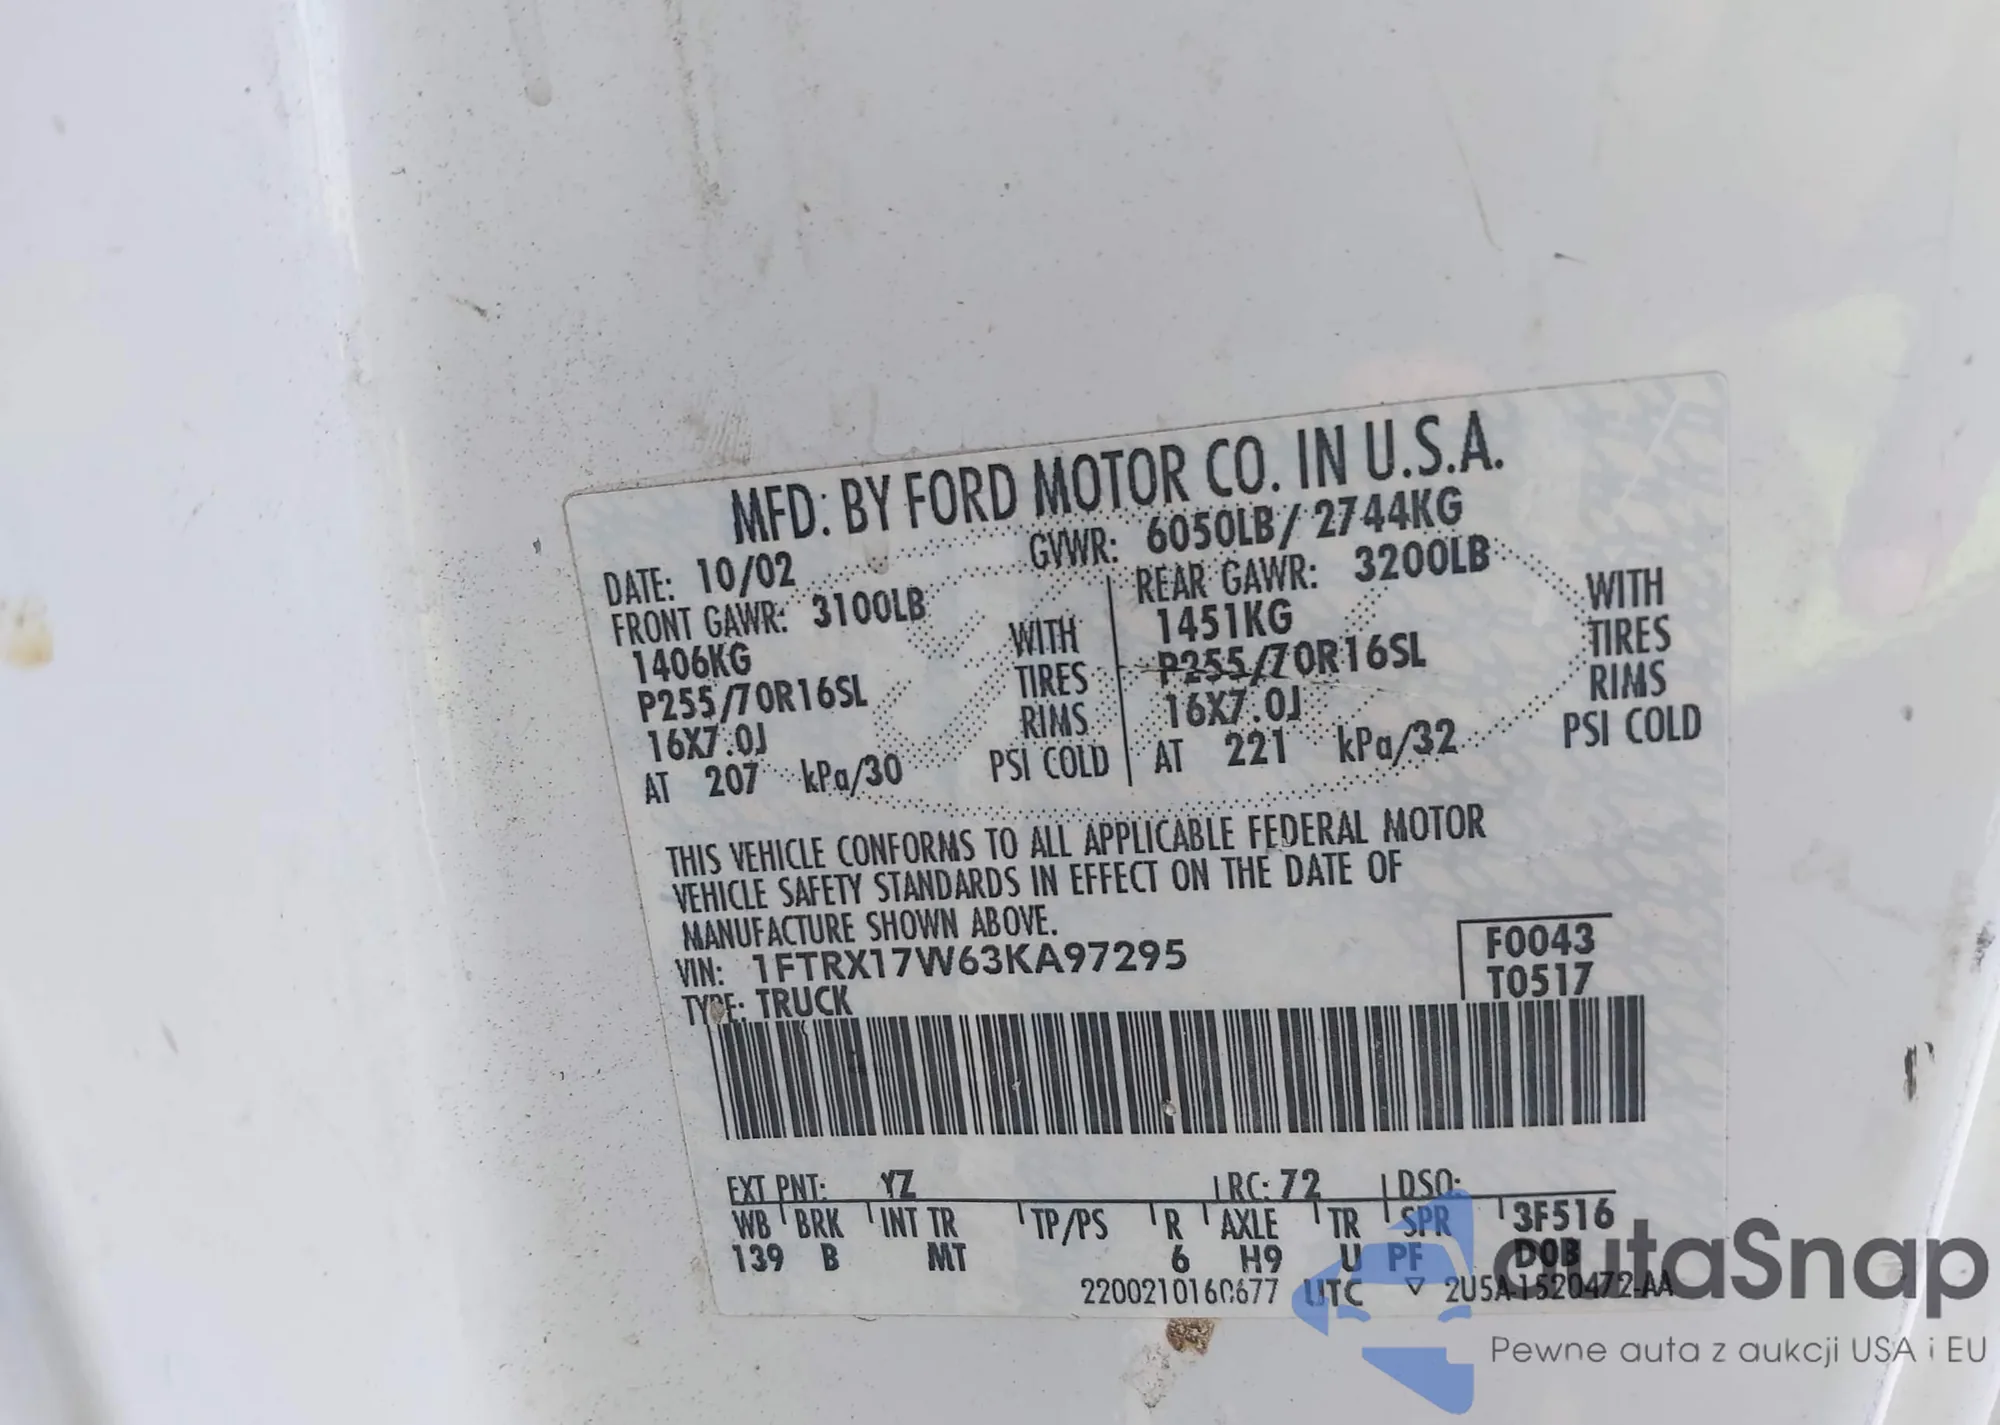 MFD: BY FORD MOTOR CO. IN U.S.A.
DATE: 10/02 GVWR: 6050LB/ 2744KG
FRONT GAWR: 3100LB REAR GAWR: 3200LB
1406KG WITH 1451KG WITH
P255/70R16SL TIRES P255/70R16SL TIRES
16X7.0J RIMS 16X7.0J RIMS
AT 207 kPa/30 PSI COLD AT 221 kPa/32 PSI COLD
THIS VEHICLE CONFORMS TO ALL APPLICABLE FEDERAL MOTOR
VEHICLE SAFETY STANDARDS IN EFFECT ON THE DATE OF
MANUFACTURE SHOWN ABOVE.
VIN: 1FTRX17W63KA97295 F0043
TYPE: TRUCK T0517
EXT PNT: YZ RC: 72 DSO:
WB BRK INT TR TP/PS R AXLE TR SPR 3F516
139 B MT 6 H9 U PF D0B
2200210160677 UTC ▽ 2U5A-1520472-AA
autaSnap
Pewne auta z aukcji USA i EU